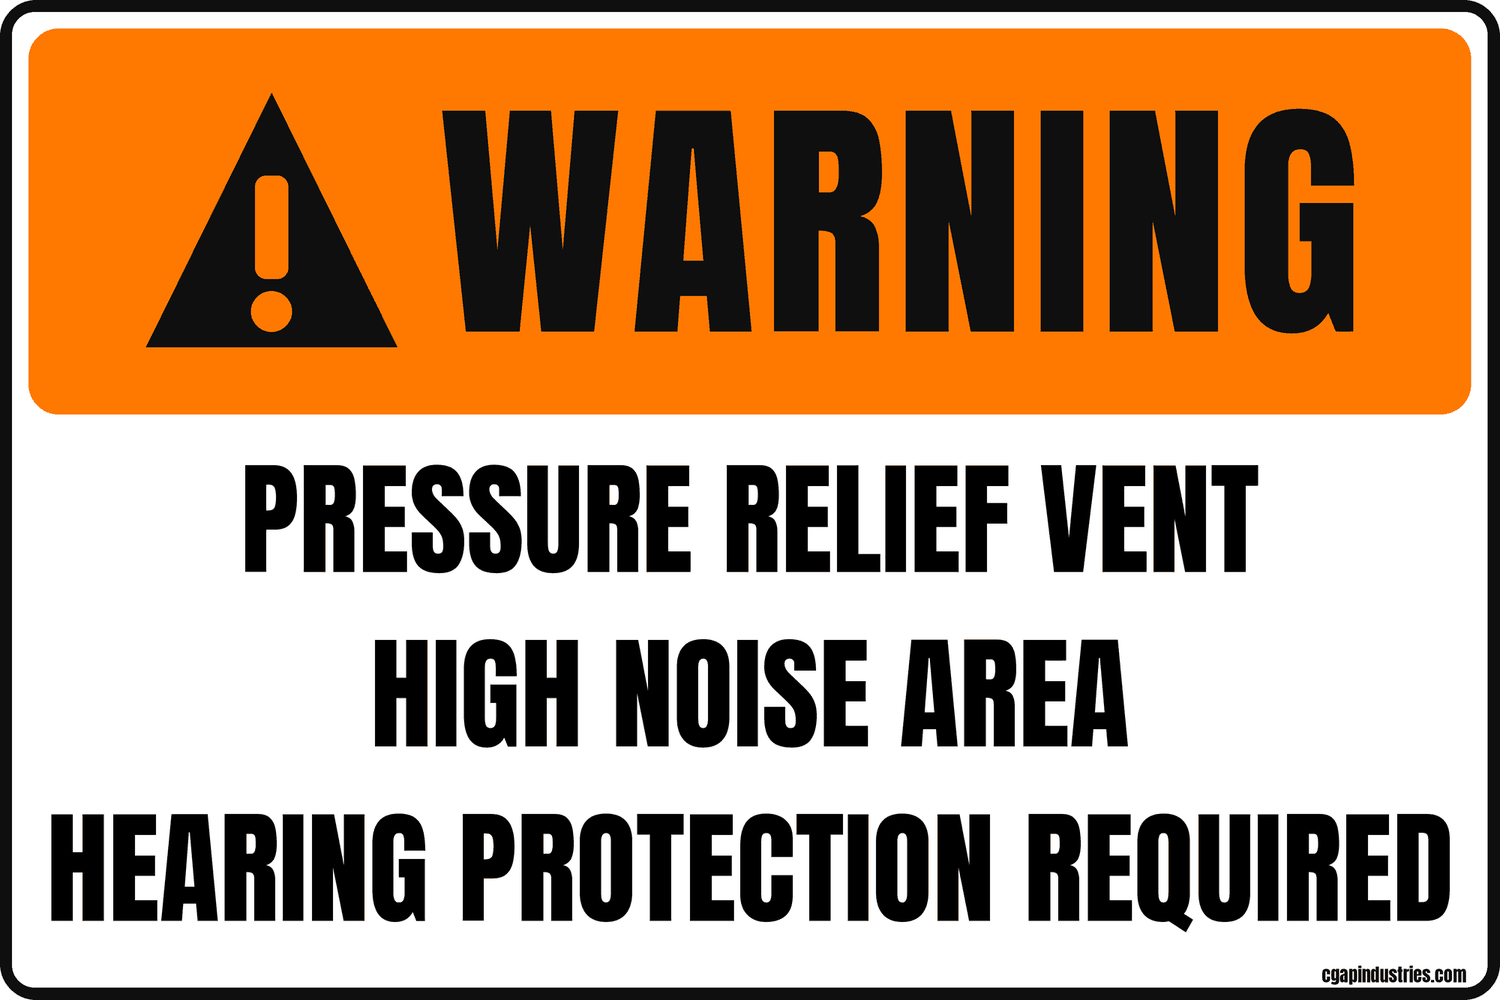 WARNING
PRESSURE RELIEF VENT
HIGH NOISE AREA
HEARING PROTECTION REQUIRED
cgapindustries.com